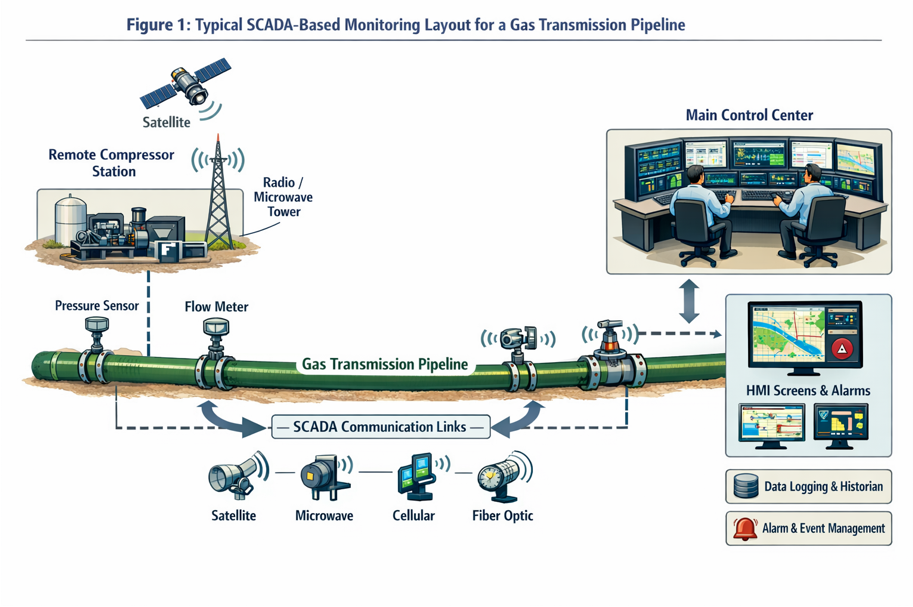 Figure 1: Typical SCADA-Based Monitoring Layout for a Gas Transmission Pipeline
Satellite
Main Control Center
Remote Compressor
Station
Radio /
Microwave
Tower
F
Pressure Sensor
Flow Meter
Gas Transmission Pipeline
HMI Screens & Alarms
— SCADA Communication Links —
Satellite
Microwave
Cellular
Fiber Optic
Data Logging & Historian
Alarm & Event Management